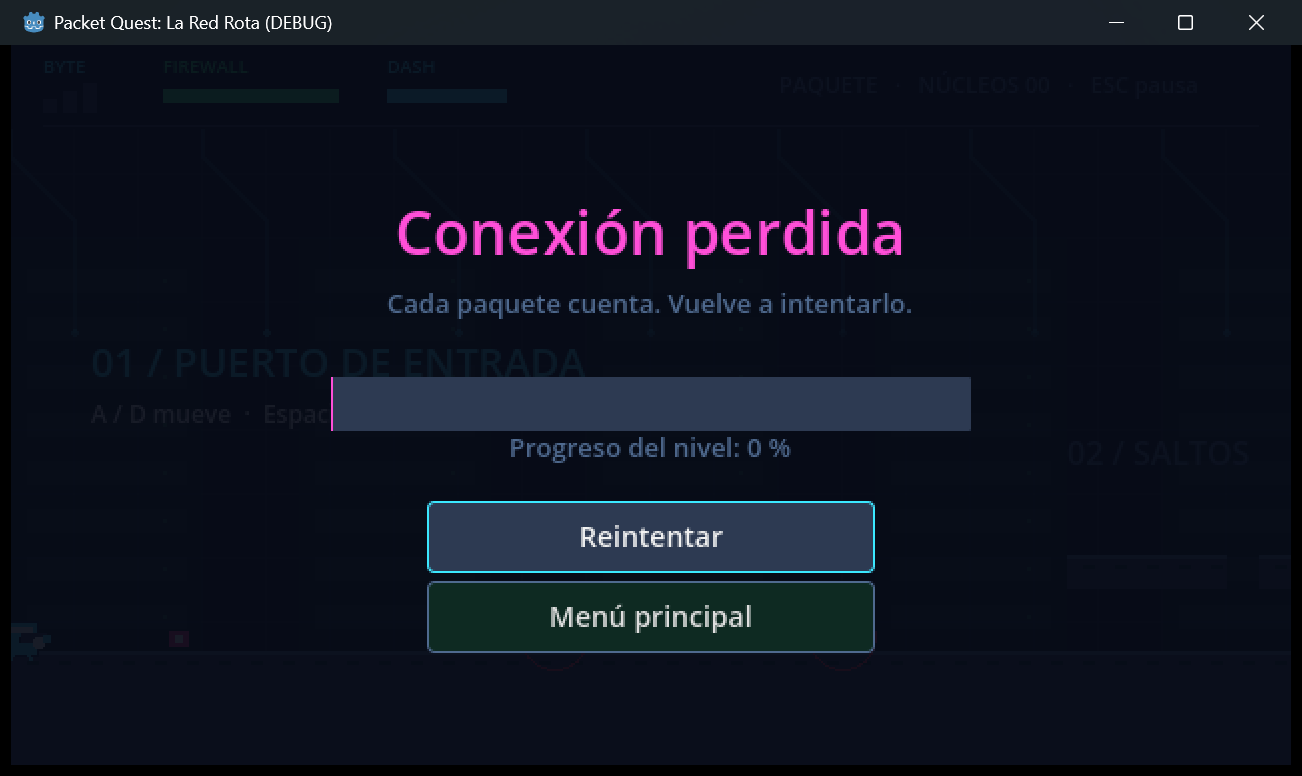 Packet Quest: La Red Rota (DEBUG)
BYTE FIREWALL DASH
PAQUETE · NÚCLEOS 00 · ESC pausa
Conexión perdida
Cada paquete cuenta. Vuelve a intentarlo.
01 / PUERTO DE ENTRADA
A / D mueve · Espac
Progreso del nivel: 0 %
02 / SALTOS
Reintentar
Menú principal